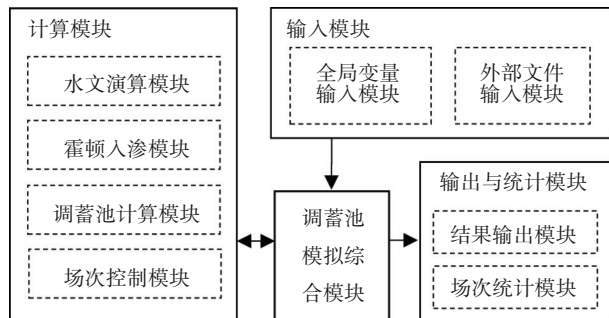 计算模块
水文演算模块
霍顿入渗模块
调蓄池计算模块
场次控制模块
输入模块
全局变量
输入模块
外部文件
输入模块
调蓄池
模拟综
合模块
输出与统计模块
结果输出模块
场次统计模块